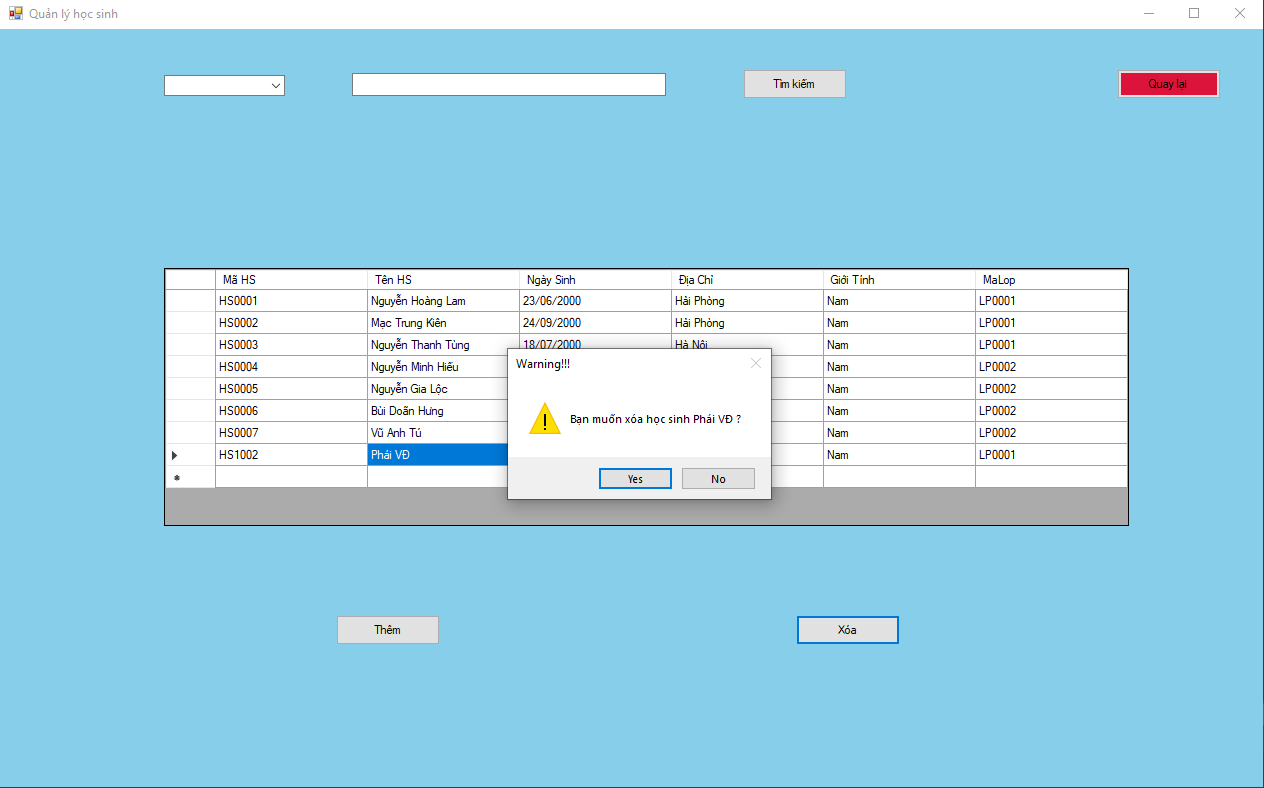 Quản lý học sinh
Tìm kiếm
Quay lại
Mã HS Tên HS Ngày Sinh Địa Chỉ Giới Tính MaLop
HS0001 Nguyễn Hoàng Lam 23/06/2000 Hải Phòng Nam LP0001
HS0002 Mạc Trung Kiên 24/09/2000 Hải Phòng Nam LP0001
HS0003 Nguyễn Thanh Tùng 18/07/2000 Hà Nội Nam LP0001
HS0004 Nguyễn Minh Hiếu Nam LP0002
HS0005 Nguyễn Gia Lộc Nam LP0002
HS0006 Bùi Doãn Hưng Nam LP0002
HS0007 Vũ Anh Tú Nam LP0002
HS1002 Phái VĐ Nam LP0001
Warning!!!
Bạn muốn xóa học sinh Phái VĐ ?
Yes No
Thêm
Xóa